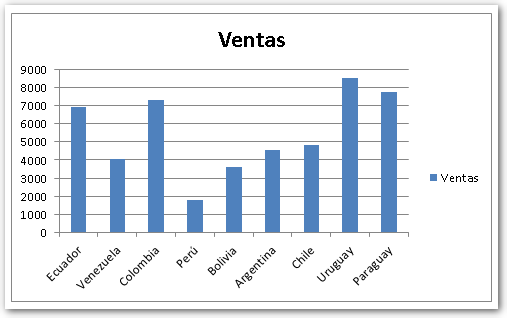 Ventas
9000
8000
7000
6000
5000
4000
3000
2000
1000
0
Ecuador
Venezuela
Colombia
Perú
Bolivia
Argentina
Chile
Uruguay
Paraguay
Ventas